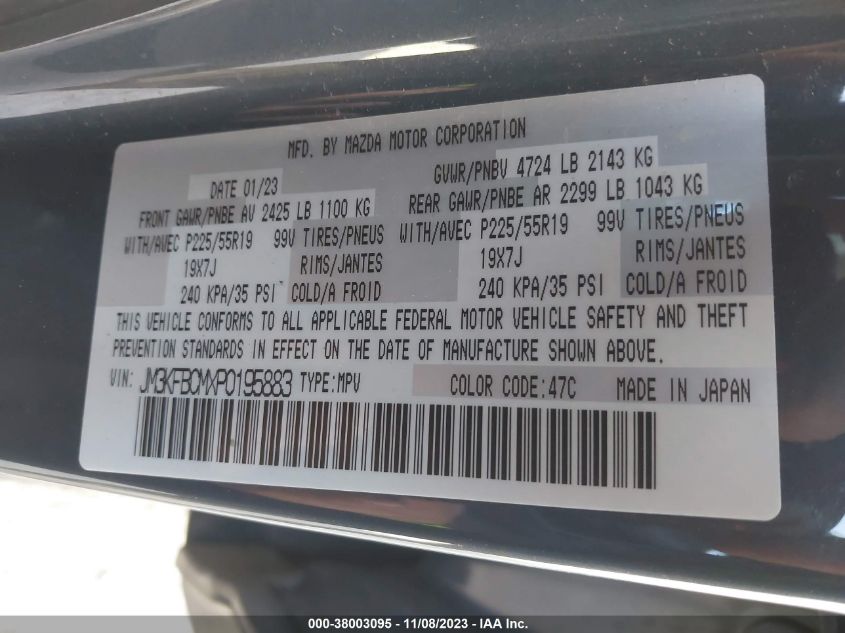 MFD. BY MAZDA MOTOR CORPORATION
DATE 01/23 GVWR/PNBV 4724 LB 2143 KG
FRONT GAWR/PNBE AV 2425 LB 1100 KG REAR GAWR/PNBE AR 2299 LB 1043 KG
WITH/AVEC P225/55R19 99V TIRES/PNEUS WITH/AVEC P225/55R19 99V TIRES/PNEUS
19X7J RIMS/JANTES 19X7J RIMS/JANTES
240 KPA/35 PSI COLD/A FROID 240 KPA/35 PSI COLD/A FROID
THIS VEHICLE CONFORMS TO ALL APPLICABLE FEDERAL MOTOR VEHICLE SAFETY AND THEFT
PREVENTION STANDARDS IN EFFECT ON THE DATE OF MANUFACTURE SHOWN ABOVE.
VIN: JM3KFBCMXP0195883 TYPE:MPV COLOR CODE:47C MADE IN JAPAN
000-38003095 - 11/08/2023 - IAAI.COM